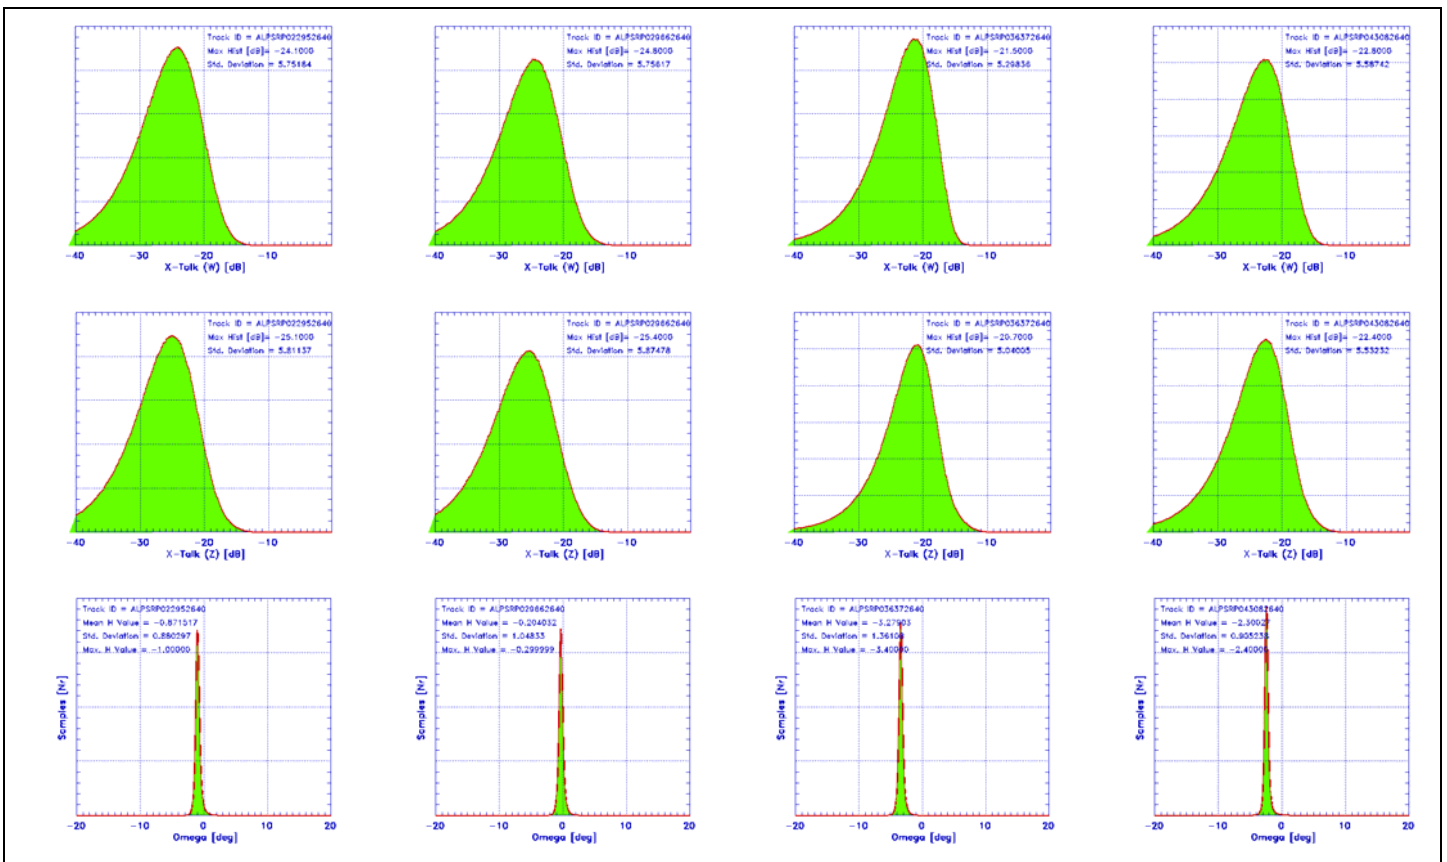 Track ID = ALPSRP022952640
Max Hist [dB]= -24.1000
Std. Deviation = 5.75184
-40 -30 -20 -10
X-Talk (W) [dB]
Track ID = ALPSRP029662640
Max Hist [dB]= -24.8000
Std. Deviation = 5.75617
-40 -30 -20 -10
X-Talk (W) [dB]
Track ID = ALPSRP036372640
Max Hist [dB]= -21.5000
Std. Deviation = 5.29836
-40 -30 -20 -10
X-Talk (W) [dB]
Track ID = ALPSRP043082640
Max Hist [dB]= -22.8000
Std. Deviation = 5.58742
-40 -30 -20 -10
X-Talk (W) [dB]
Track ID = ALPSRP022952640
Max Hist [dB]= -25.1000
Std. Deviation = 5.81137
-40 -30 -20 -10
X-Talk (Z) [dB]
Track ID = ALPSRP029662640
Max Hist [dB]= -25.4000
Std. Deviation = 5.87478
-40 -30 -20 -10
X-Talk (Z) [dB]
Track ID = ALPSRP036372640
Max Hist [dB]= -20.7000
Std. Deviation = 5.04005
-40 -30 -20 -10
X-Talk (Z) [dB]
Track ID = ALPSRP043082640
Max Hist [dB]= -22.4000
Std. Deviation = 5.53232
-40 -30 -20 -10
X-Talk (Z) [dB]
Track ID = ALPSRP022952640
Mean H Value = -0.871517
Std. Deviation = 0.880297
Max. H Value = -1.00000
Samples [Nr]
-20 -10 0 10 20
Omega [deg]
Track ID = ALPSRP029662640
Mean H Value = -0.204032
Std. Deviation = 1.04833
Max. H Value = -0.299999
Samples [Nr]
-20 -10 0 10 20
Omega [deg]
Track ID = ALPSRP036372640
Mean H Value = -3.27903
Std. Deviation =
Max. H Value = -3.40000
Samples [Nr]
-20 -10 0 10 20
Omega [deg]
Track ID = ALPSRP043082640
Mean H Value =
Std. Deviation =
Max. H Value =
Samples [Nr]
-20 -10 0 10 20
Omega [deg]